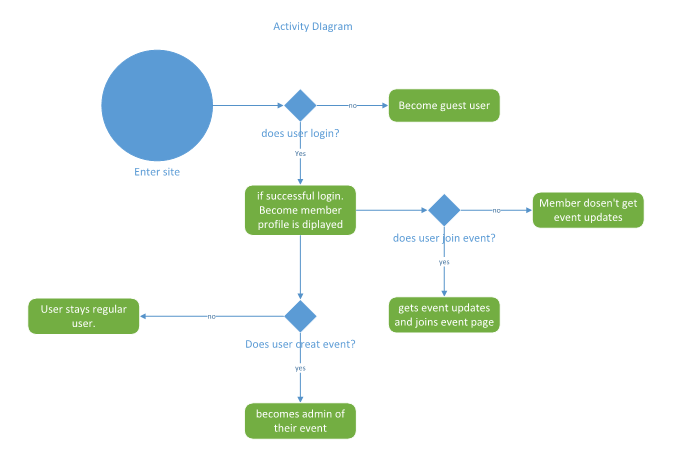 Activity DIagram
no
Become guest user
does user login?
Yes
Enter site
if successful login.
Become member
profile is diplayed
no
Member dosen't get
event updates
does user join event?
yes
gets event updates
and joins event page
User stays regular
user.
no
Does user creat event?
yes
becomes admin of
their event